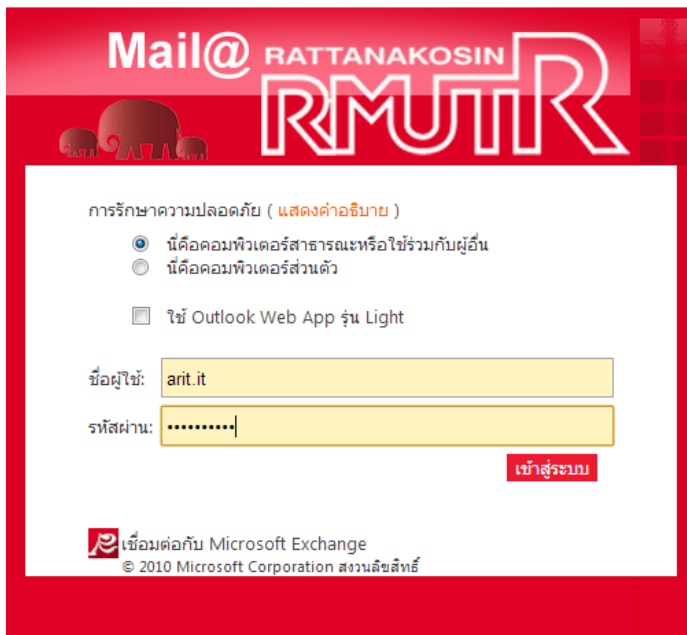 Mail@ RATTANAKOSIN
RMUTR
การรักษาความปลอดภัย ( แสดงคำอธิบาย )
นี่คือคอมพิวเตอร์สาธารณะหรือใช้ร่วมกับผู้อื่น
นี่คือคอมพิวเตอร์ส่วนตัว
ใช้ Outlook Web App รุ่น Light
ชื่อผู้ใช้: arit.it
รหัสผ่าน: ••••••••••
เข้าสู่ระบบ
เชื่อมต่อกับ Microsoft Exchange
© 2010 Microsoft Corporation สงวนลิขสิทธิ์